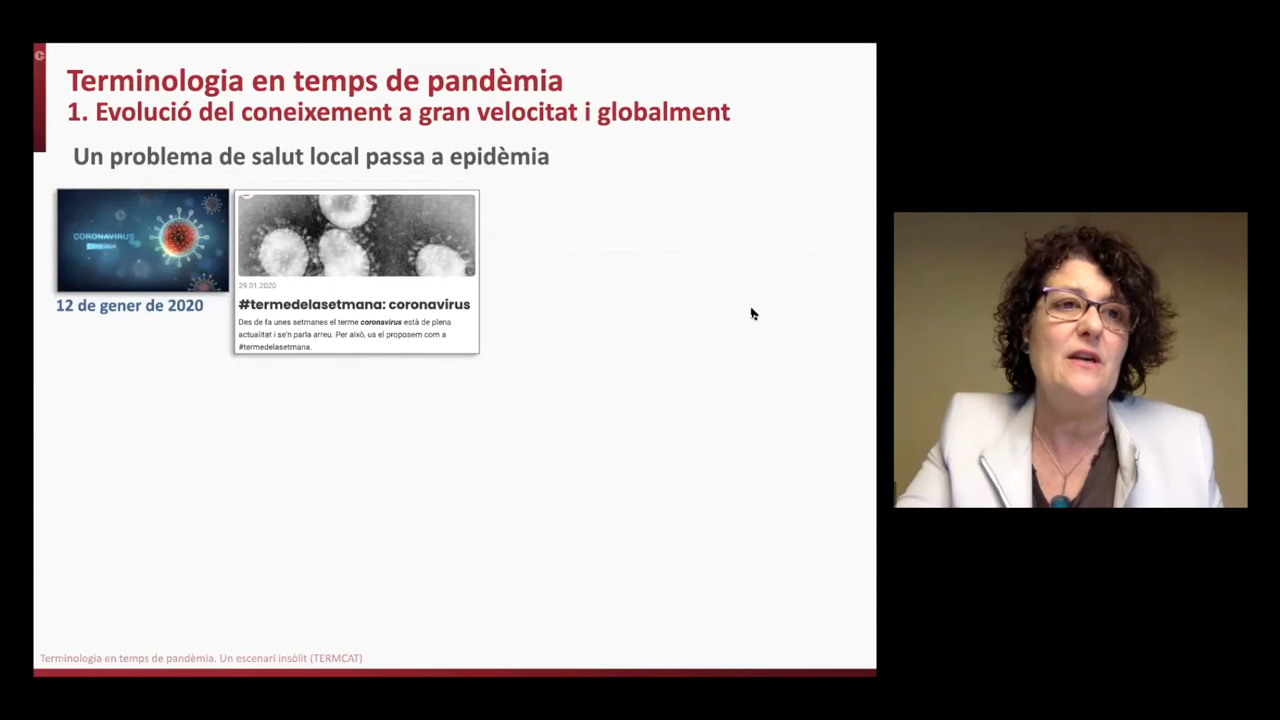 Terminologia en temps de pandèmia
1. Evolució del coneixement a gran velocitat i globalment
Un problema de salut local passa a epidèmia
CORONAVIRUS
12 de gener de 2020
29.01.2020
#termedelasetmana: coronavirus
Des de fa unes setmanes el terme coronavirus està de plena
actualitat i se'n parla arreu. Per això, us el proposem com a
#termedelasetmana.
Terminologia en temps de pandèmia. Un escenari insòlit (TERMCAT)